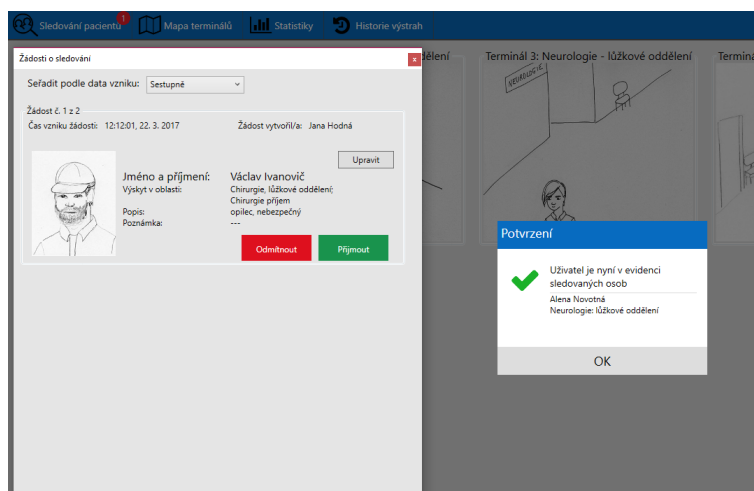 Sledování pacientů
1
Mapa terminálů
Statistiky
Historie výstrah
Žádosti o sledování
x
Seřadit podle data vzniku: Sestupně
Žádost č. 1 z 2
Čas vzniku žádosti: 12:12:01, 22. 3. 2017
Žádost vytvořil/a: Jana Hodná
Upravit
Jméno a příjmení: Václav Ivanovič
Výskyt v oblasti: Chirurgie, lůžkové oddělení;
Chirurgie příjem
Popis: opilec, nebezpečný
Poznámka: ---
Odmítnout
Přijmout
dělení
Terminál 3: Neurologie - lůžkové oddělení
NEUROLOGIE
Termin
Potvrzení
Uživatel je nyní v evidenci
sledovaných osob
Alena Novotná
Neurologie: lůžkové oddělení
OK